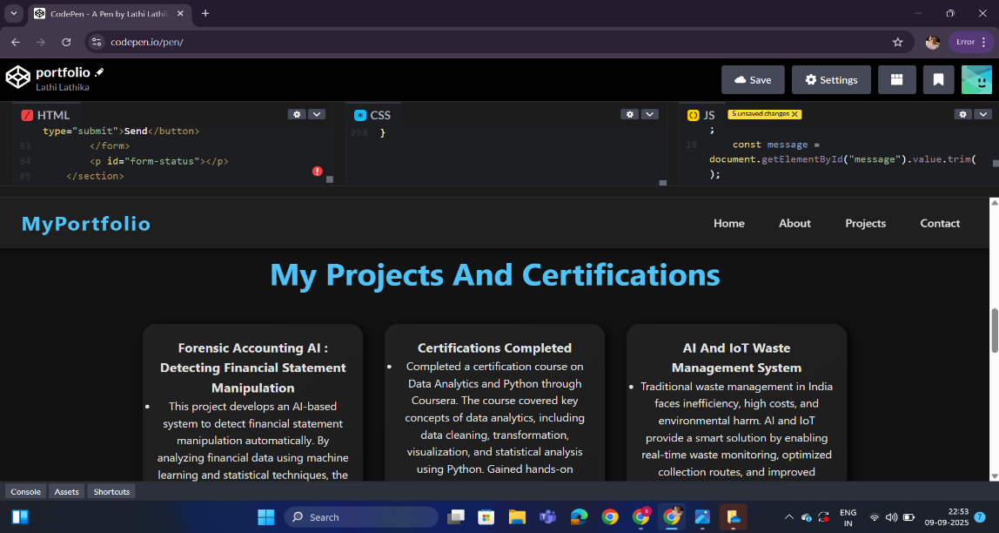 CodePen - A Pen by Lathi Lathi
codepen.io/pen/
Error
portfolio
Lathi Lathika
Save
Settings
HTML
type="submit">Send</button>
83 </form>
84 <p id="form-status"></p>
85 </section>
CSS
298 }
JS
5 unsaved changes X
;
18 const message =
document.getElementById("message").value.trim(
);
MyPortfolio
Home About Projects Contact
My Projects And Certifications
Forensic Accounting AI :
Detecting Financial Statement
Manipulation
• This project develops an AI-based
system to detect financial statement
manipulation automatically. By
analyzing financial data using machine
learning and statistical techniques, the
Certifications Completed
• Completed a certification course on
Data Analytics and Python through
Coursera. The course covered key
concepts of data analytics, including
data cleaning, transformation,
visualization, and statistical analysis
using Python. Gained hands-on
AI And IoT Waste
Management System
• Traditional waste management in India
faces inefficiency, high costs, and
environmental harm. AI and IoT
provide a smart solution by enabling
real-time waste monitoring, optimized
collection routes, and improved
Console Assets Shortcuts
Search
ENG
IN
22:53
09-09-2025
7